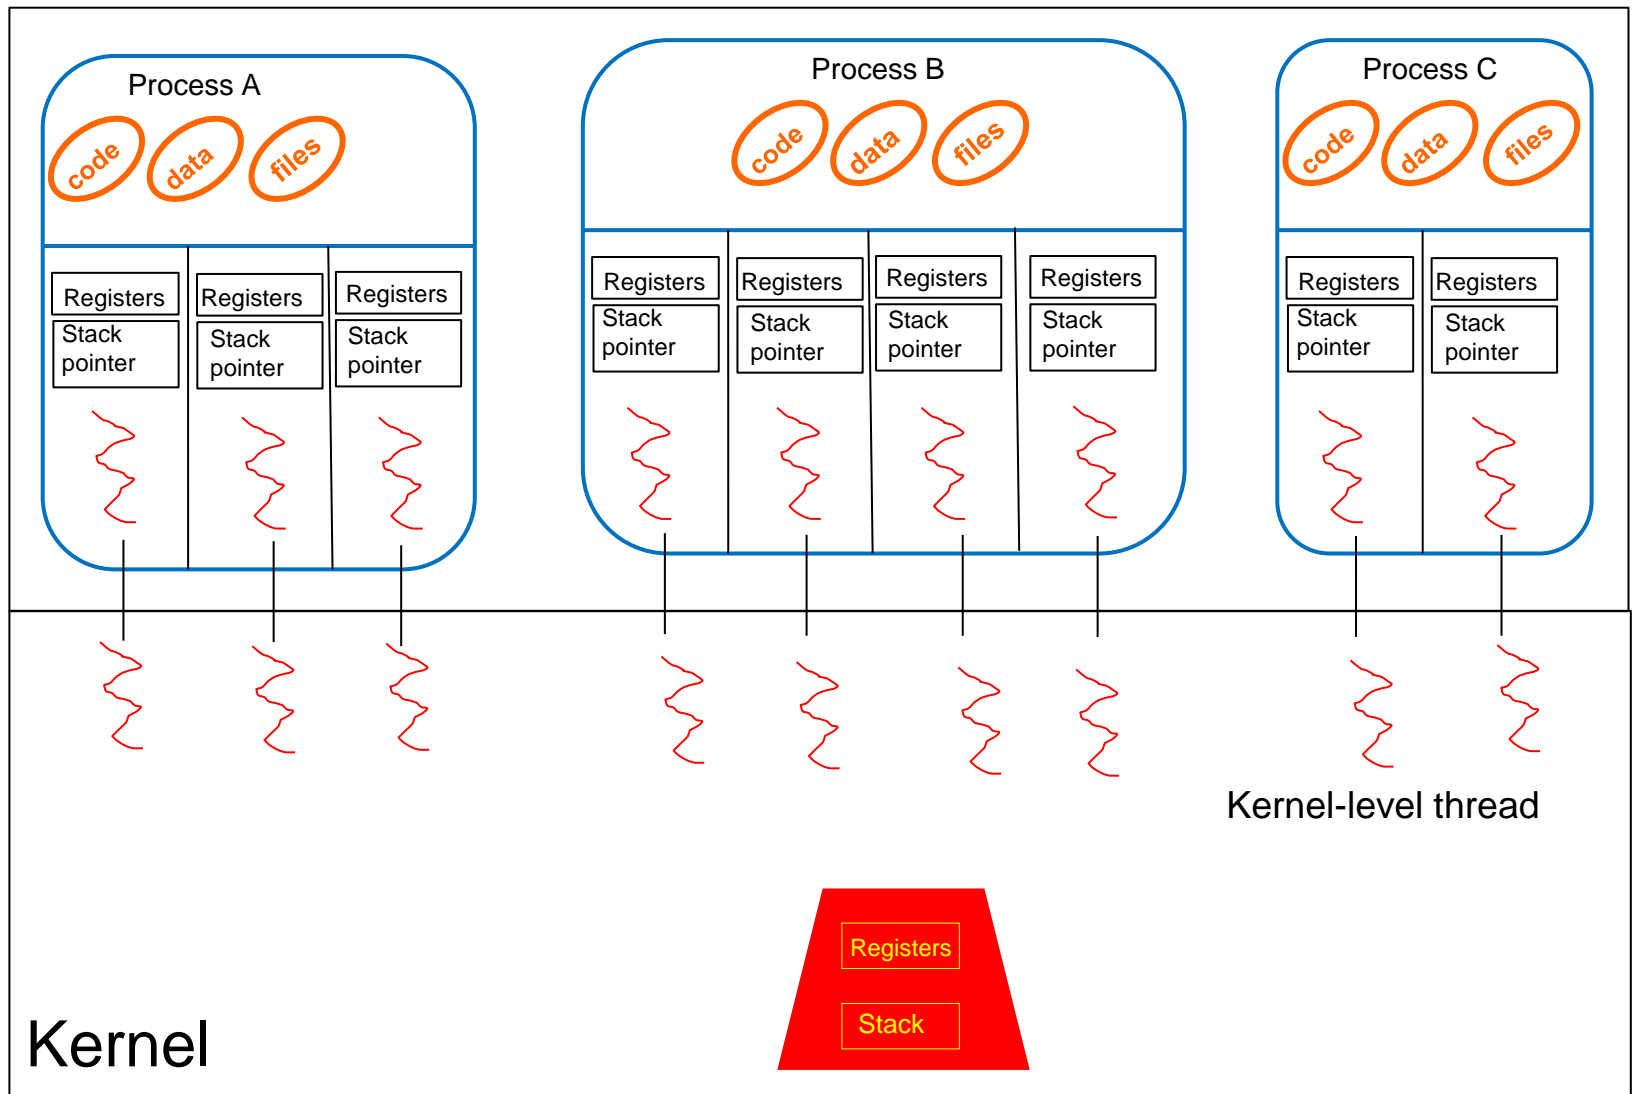 Process A
code
data
files
Registers
Stack
pointer
Registers
Stack
pointer
Registers
Stack
pointer
Process B
code
data
files
Registers
Stack
pointer
Registers
Stack
pointer
Registers
Stack
pointer
Registers
Stack
pointer
Process C
code
data
files
Registers
Stack
pointer
Registers
Stack
pointer
Kernel-level thread
Registers
Stack
Kernel